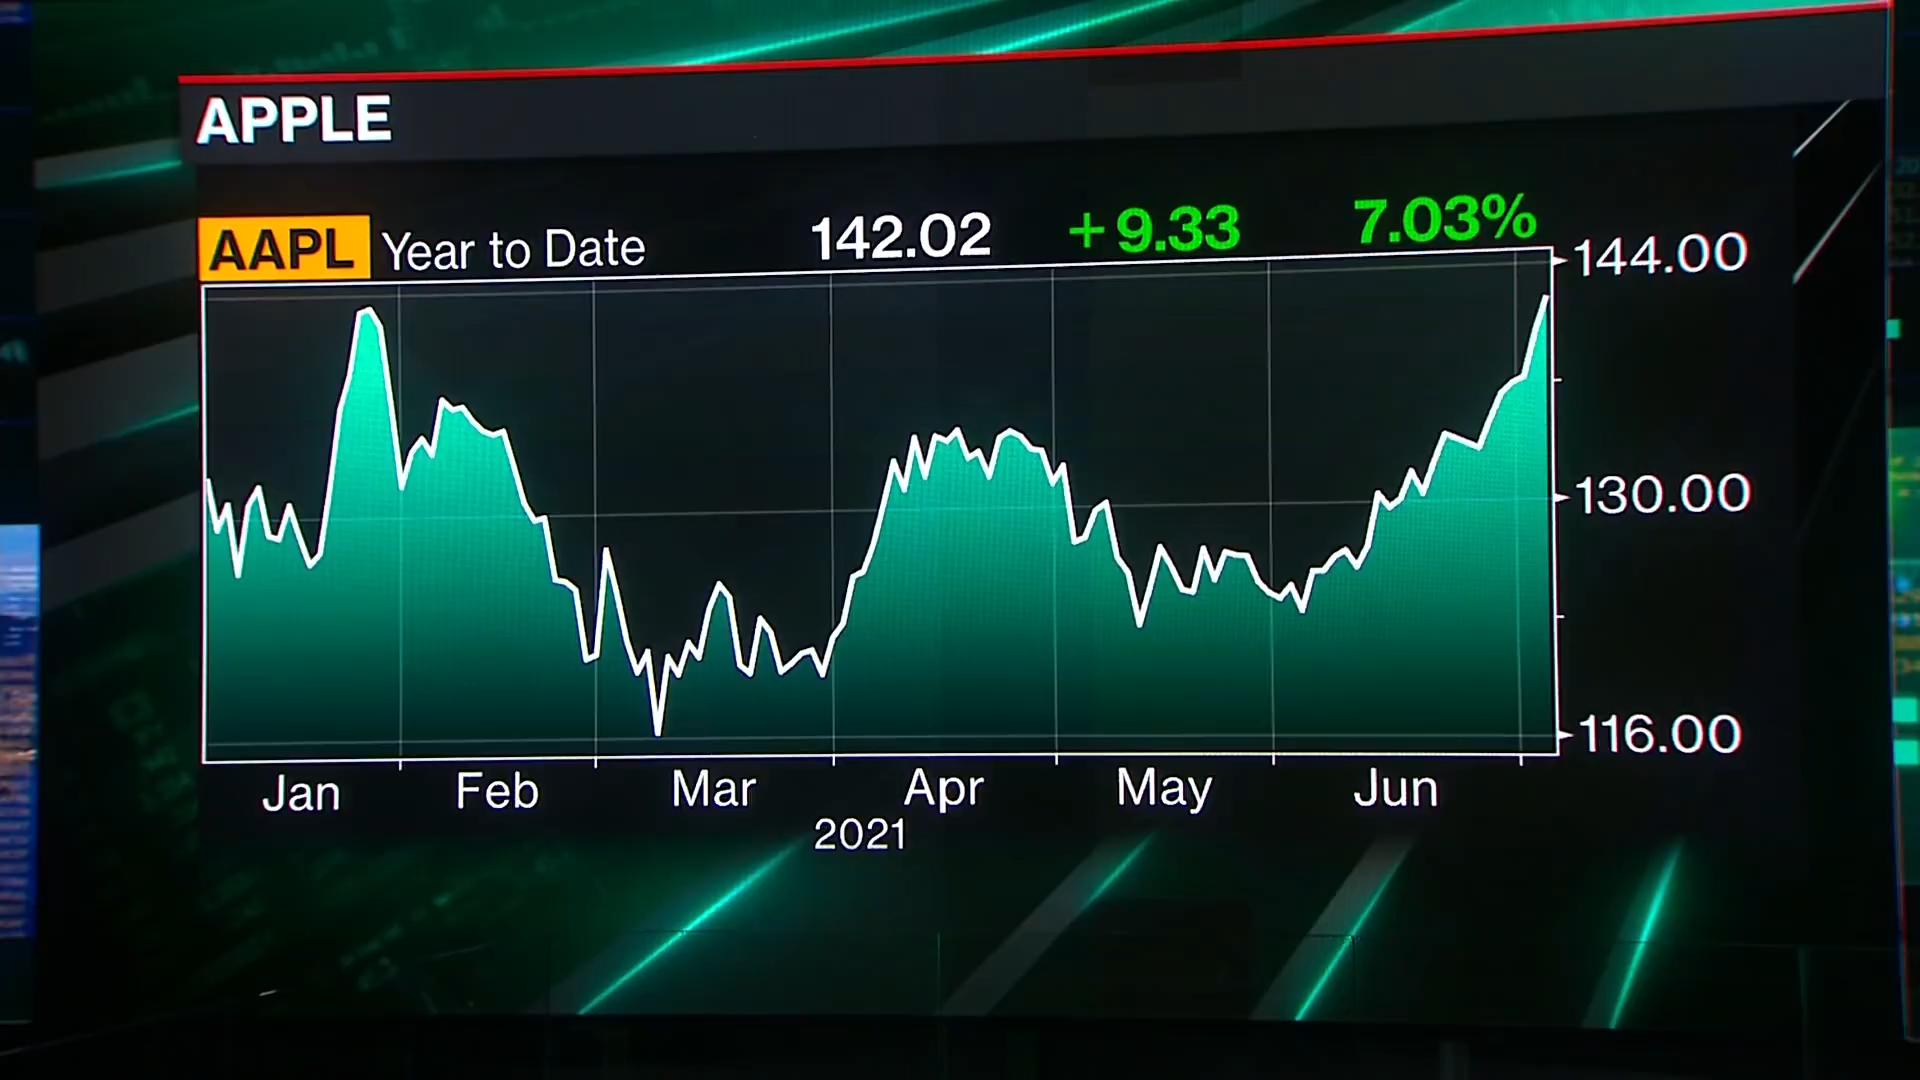 APPLE
AAPL Year to Date 142.02 +9.33 7.03%
144.00
130.00
116.00
Jan Feb Mar Apr May Jun
2021